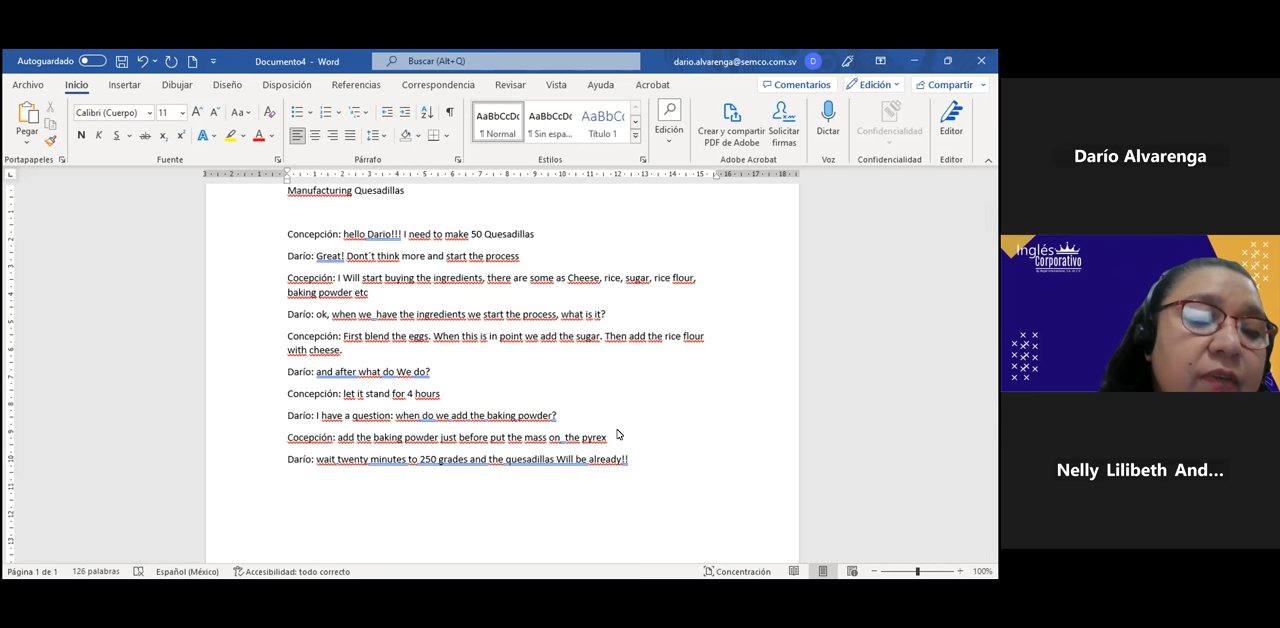 Autoguardado
Documento4 - Word
Buscar (Alt+Q)
dario.alvarenga@semco.com.sv
D
Archivo Inicio Insertar Dibujar Diseño Disposición Referencias Correspondencia Revisar Vista Ayuda Acrobat
Comentarios Edición Compartir
Calibri (Cuerpo) 11
Pegar
N K S ab x₂ x²
AaBbCcDc AaBbCcDc AaBbCc
¶ Normal ¶ Sin espa... Título 1
Edición
Crear y compartir PDF de Adobe
Solicitar firmas
Dictar
Confidencialidad
Editor
Portapapeles Fuente Párrafo Estilos Adobe Acrobat Voz Confidencialidad Editor
Manufacturing Quesadillas
Concepción: hello Dario!!! I need to make 50 Quesadillas
Darío: Great! Dont´t think more and start the process
Cocepción: I Will start buying the ingredients, there are some as Cheese, rice, sugar, rice flour,
baking powder etc
Darío: ok, when we have the ingredients we start the process, what is it?
Concepción: First blend the eggs. When this is in point we add the sugar. Then add the rice flour
with cheese.
Darío: and after what do We do?
Concepción: let it stand for 4 hours
Darío: I have a question: when do we add the baking powder?
Cocepción: add the baking powder just before put the mass on the pyrex
Darío: wait twenty minutes to 250 grades and the quesadillas Will be already!!
Página 1 de 1 126 palabras Español (México) Accesibilidad: todo correcto
Concentración
100%
Darío Alvarenga
Inglés
Corporativo
Nelly Lilibeth And...